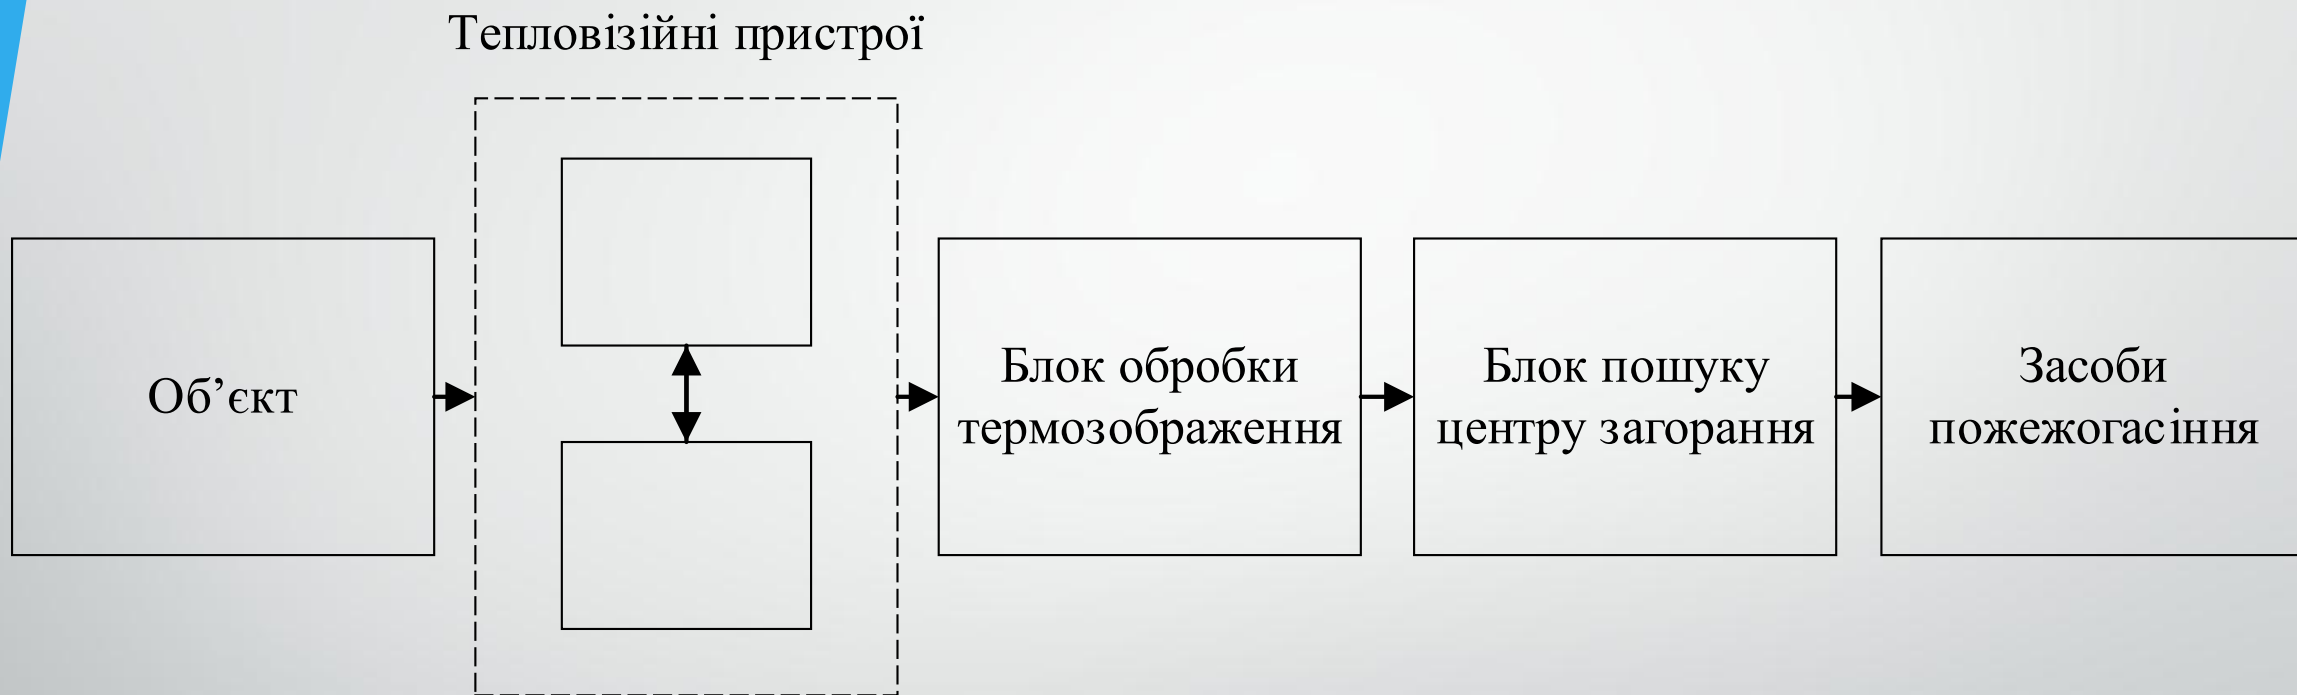 Тепловізійні пристрої
Об’єкт
Блок обробки
термозображення
Блок пошуку
центру загорання
Засоби
пожежогасіння